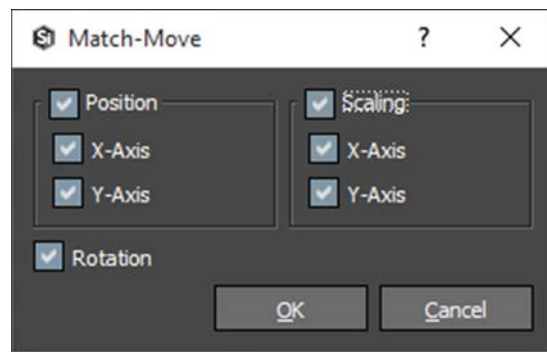 Match-Move ? X
Position
X-Axis
Y-Axis
Scaling
X-Axis
Y-Axis
Rotation
OK Cancel